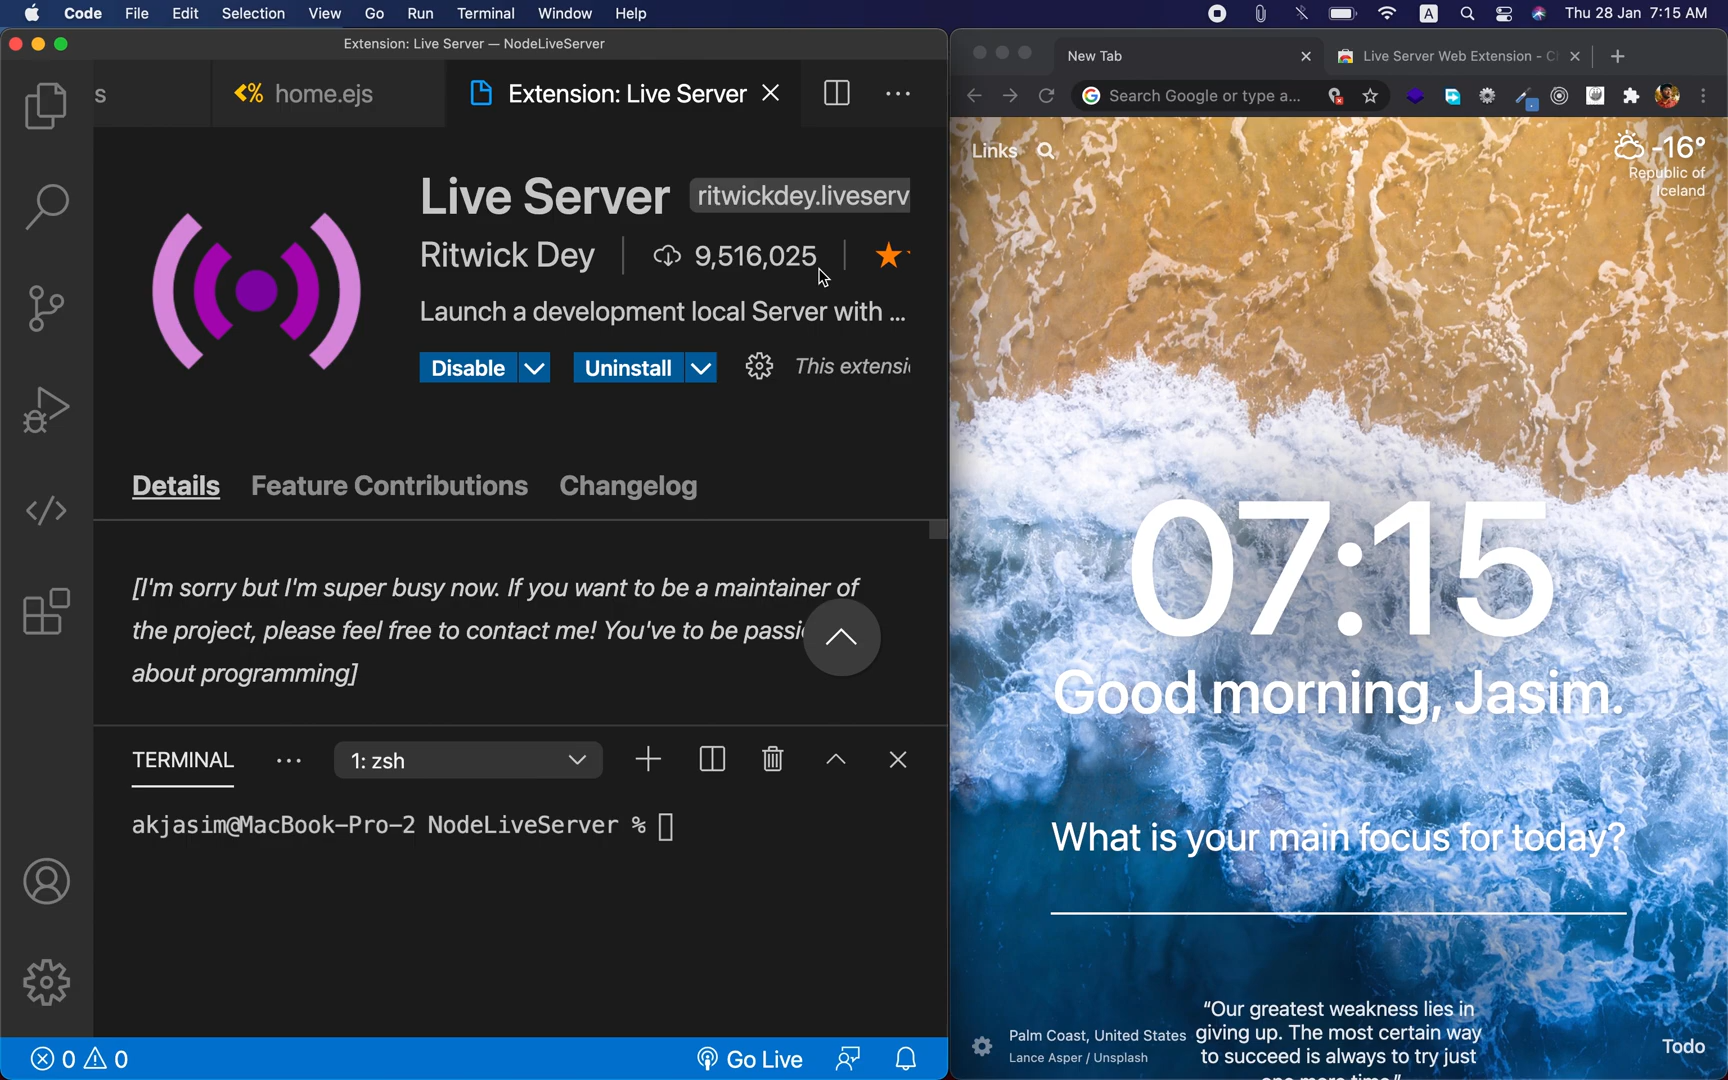 Code File Edit Selection View Go Run Terminal Window Help
A Thu 28 Jan 7:15 AM
Extension: Live Server — NodeLiveServer
s home.ejs Extension: Live Server
Live Server ritwickdey.liveserv
Ritwick Dey 9,516,025
Launch a development local Server with ...
Disable Uninstall This extensi
Details Feature Contributions Changelog
[I'm sorry but I'm super busy now. If you want to be a maintainer of
the project, please feel free to contact me! You've to be passi
about programming]
TERMINAL 1: zsh
akjasim@MacBook-Pro-2 NodeLiveServer %
0 0 Go Live
New Tab Live Server Web Extension - C
Search Google or type a...
Links
-16°
Republic of
Iceland
07:15
Good morning, Jasim.
What is your main focus for today?
Palm Coast, United States
Lance Asper / Unsplash
“Our greatest weakness lies in
giving up. The most certain way
to succeed is always to try just
one more time.”
Todo